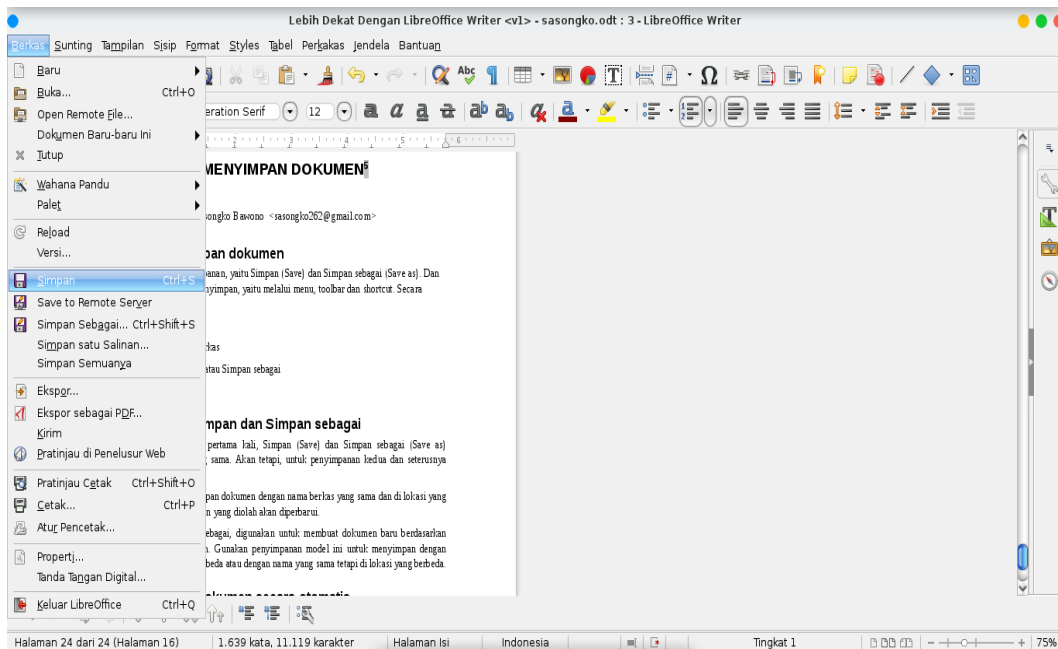 Lebih Dekat Dengan LibreOffice Writer <v1> - sasongko.odt : 3 - LibreOffice Writer
Berkas Sunting Tampilan Sisip Format Styles Tabel Perkakas Jendela Bantuan
Baru
Buka... Ctrl+O
Open Remote File...
Dokumen Baru-baru Ini
Tutup
Wahana Pandu
Palet
Reload
Versi...
Simpan Ctrl+S
Save to Remote Server
Simpan Sebagai... Ctrl+Shift+S
Simpan satu Salinan...
Simpan Semuanya
Ekspor...
Ekspor sebagai PDF...
Kirim
Pratinjau di Penelusur Web
Pratinjau Cetak Ctrl+Shift+O
Cetak... Ctrl+P
Atur Pencetak...
Properti...
Tanda Tangan Digital...
Keluar LibreOffice Ctrl+Q
eration Serif 12
2 3 4 5 6
MENYIMPAN DOKUMEN5
songko Bawono <sasongko262@gmail.com>
pan dokumen
panan, yaitu Simpan (Save) dan Simpan sebagai (Save as). Dan
nyimpan, yaitu melalui menu, toolbar dan shortcut. Secara
rkas
atau Simpan sebagai
mpan dan Simpan sebagai
pertama kali, Simpan (Save) dan Simpan sebagai (Save as)
sama. Akan tetapi, untuk penyimpanan kedua dan seterusnya
pan dokumen dengan nama berkas yang sama dan di lokasi yang
n yang diolah akan diperbarui.
ebagai, digunakan untuk membuat dokumen baru berdasarkan
n. Gunakan penyimpanan model ini untuk menyimpan dengan
beda atau dengan nama yang sama tetapi di lokasi yang berbeda.
Halaman 24 dari 24 (Halaman 16) 1.639 kata, 11.119 karakter Halaman Isi Indonesia Tingkat 1 75%